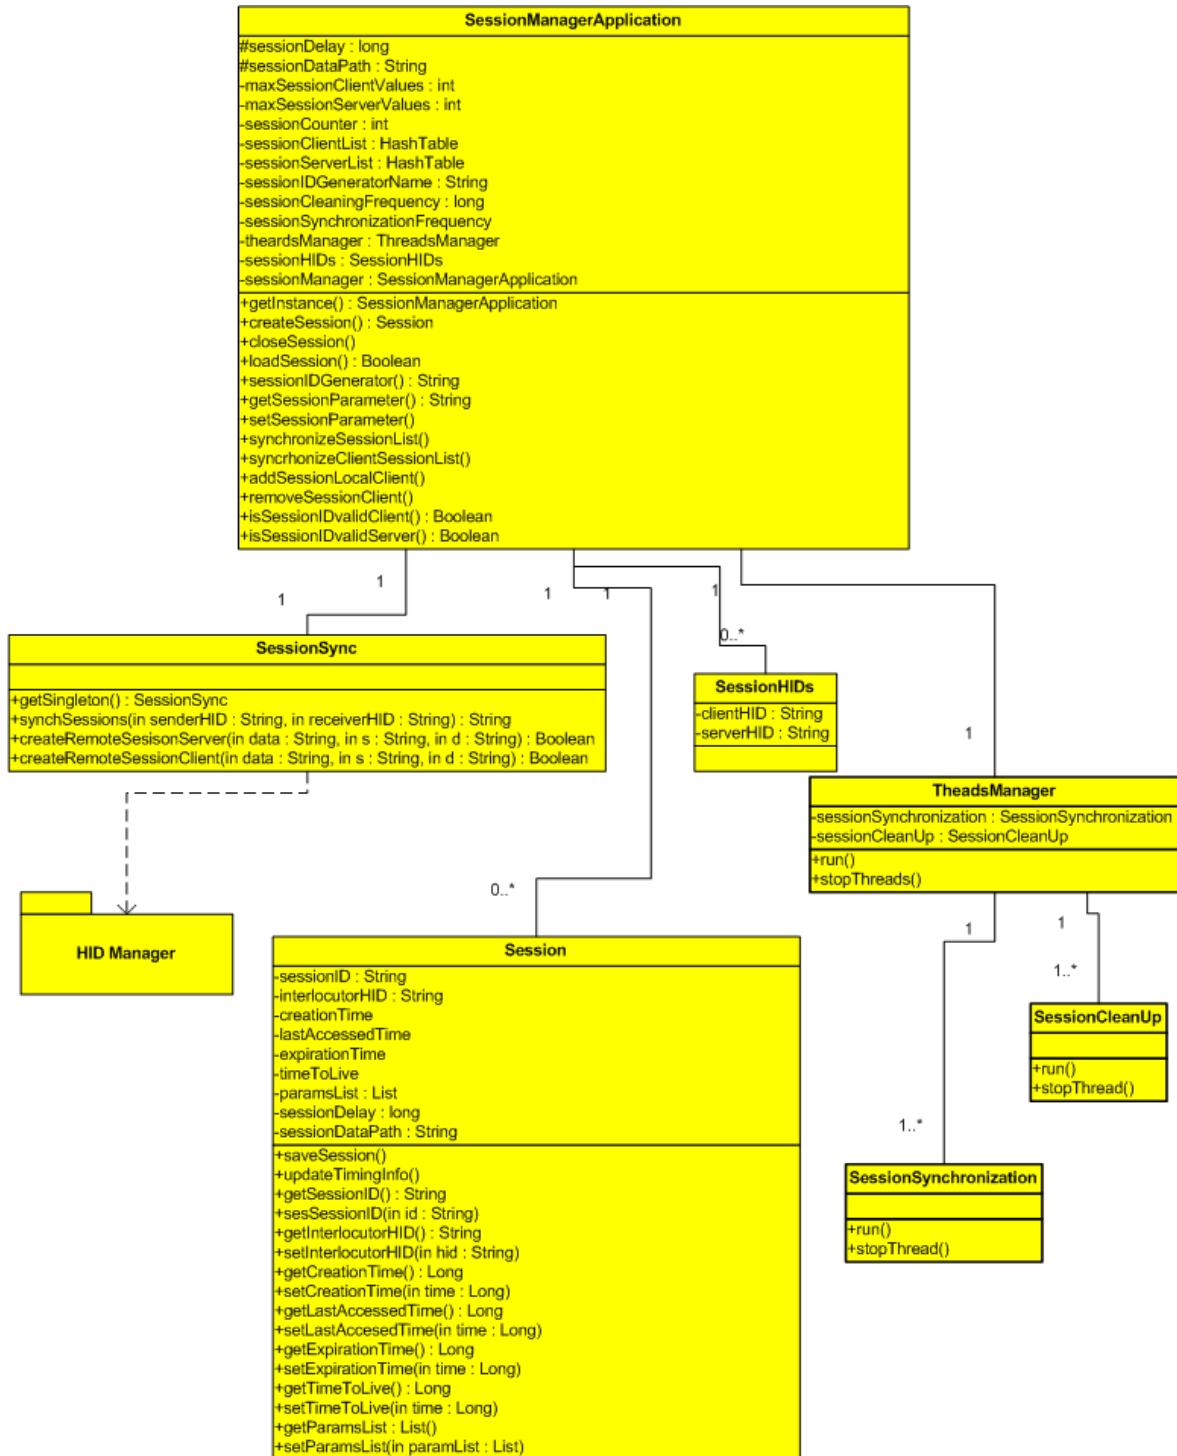 SessionManagerApplication
#sessionDelay : long
#sessionDataPath : String
-maxSessionClientValues : int
-maxSessionServerValues : int
-sessionCounter : int
-sessionClientList : HashTable
-sessionServerList : HashTable
-sessionIDGeneratorName : String
-sessionCleaningFrequency : long
-sessionSynchronizationFrequency
-theardsManager : ThreadsManager
-sessionHIDs : SessionHIDs
-sessionManager : SessionManagerApplication
+getInstance() : SessionManagerApplication
+createSession() : Session
+closeSession()
+loadSession() : Boolean
+sessionIDGenerator() : String
+getSessionParameter() : String
+setSessionParameter()
+synchronizeSessionList()
+syncrhonizeClientSessionList()
+addSessionLocalClient()
+removeSessionClient()
+isSessionIDvalidClient() : Boolean
+isSessionIDvalidServer() : Boolean
1
1
1
1
1
1
0..*
1
0..*
SessionSync
+getSingleton() : SessionSync
+synchSessions(in senderHID : String, in receiverHID : String) : String
+createRemoteSesisonServer(in data : String, in s : String, in d : String) : Boolean
+createRemoteSessionClient(in data : String, in s : String, in d : String) : Boolean
SessionHIDs
-clientHID : String
-serverHID : String
TheadsManager
-sessionSynchronization : SessionSynchronization
-sessionCleanUp : SessionCleanUp
+run()
+stopThreads()
1
1
1..*
1..*
HID Manager
Session
-sessionID : String
-interlocutorHID : String
-creationTime
-lastAccessedTime
-expirationTime
-timeToLive
-paramsList : List
-sessionDelay : long
-sessionDataPath : String
+saveSession()
+updateTimingInfo()
+getSessionID() : String
+sesSessionID(in id : String)
+getInterlocutorHID() : String
+setInterlocutorHID(in hid : String)
+getCreationTime() : Long
+setCreationTime(in time : Long)
+getLastAccessedTime() : Long
+setLastAccesedTime(in time : Long)
+getExpirationTime() : Long
+setExpirationTime(in time : Long)
+getTimeToLive() : Long
+setTimeToLive(in time : Long)
+getParamsList : List()
+setParamsList(in paramList : List)
SessionCleanUp
+run()
+stopThread()
SessionSynchronization
+run()
+stopThread()